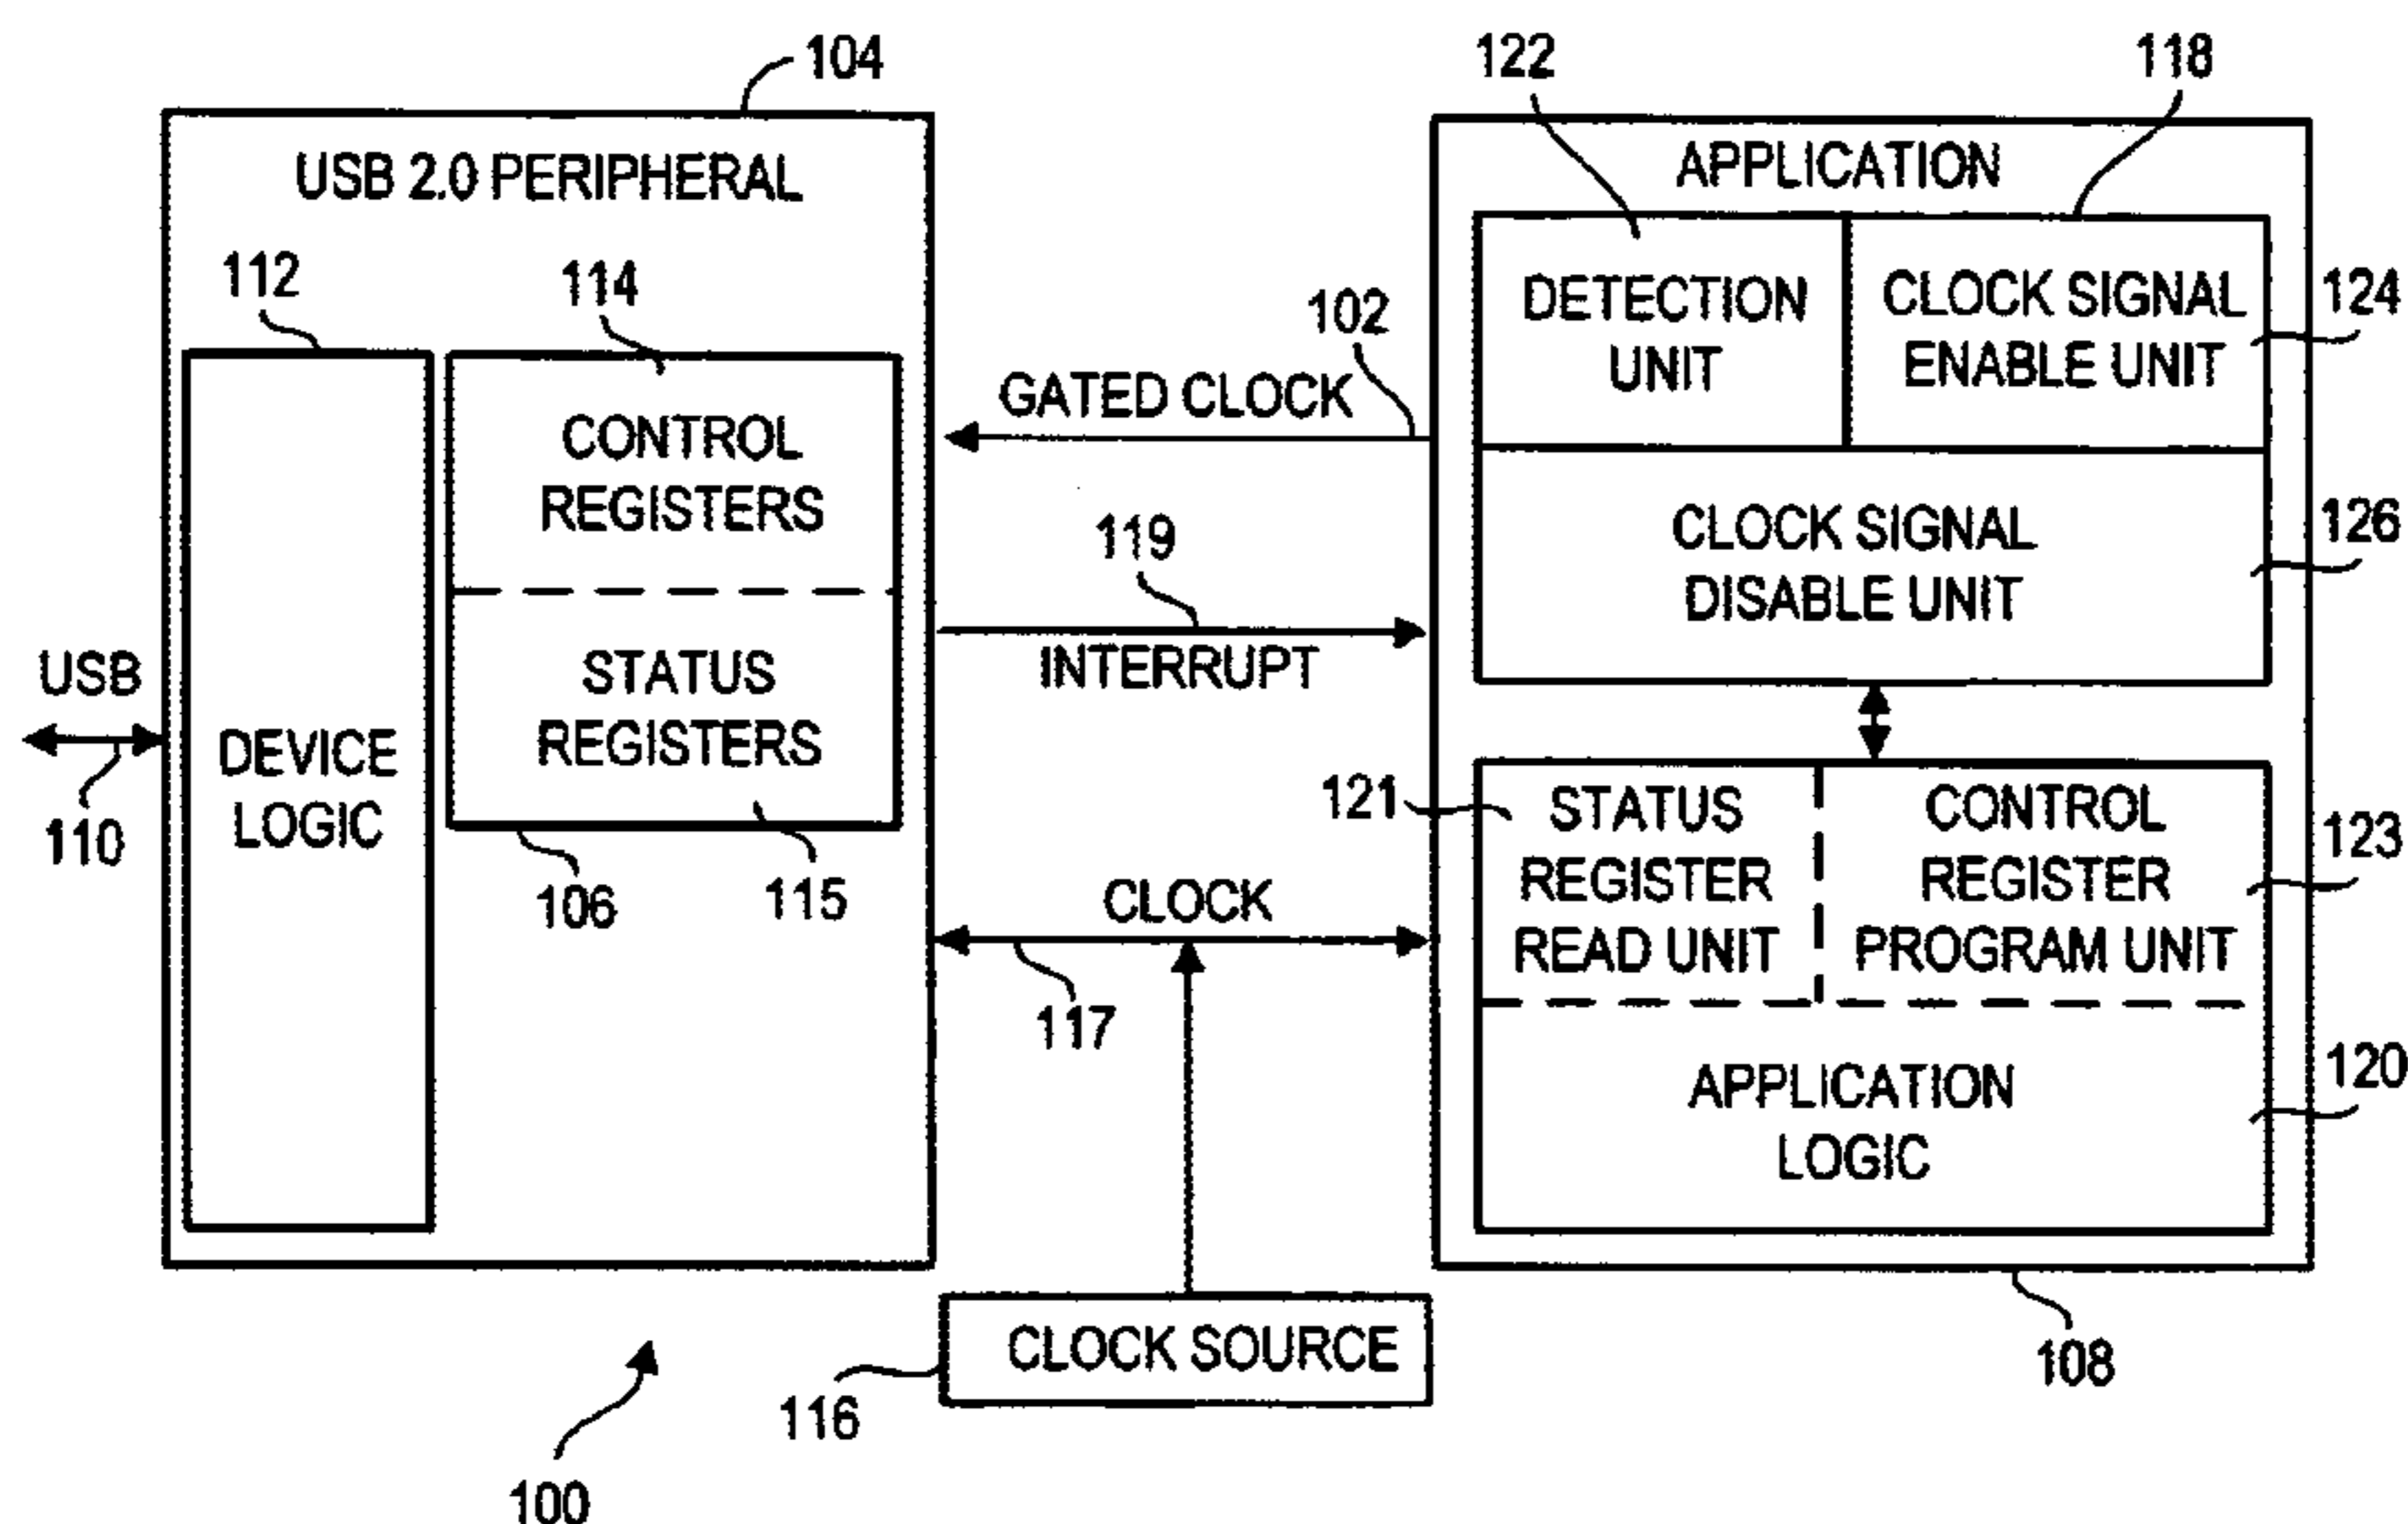 104
122
118
USB 2.0 PERIPHERAL
APPLICATION
112
114
102
DETECTION
UNIT
CLOCK SIGNAL
ENABLE UNIT
124
GATED CLOCK
CONTROL
REGISTERS
119
CLOCK SIGNAL
DISABLE UNIT
126
USB
110
DEVICE
LOGIC
STATUS
REGISTERS
INTERRUPT
106
115
121
STATUS
REGISTER
READ UNIT
CONTROL
REGISTER
PROGRAM UNIT
123
CLOCK
117
APPLICATION
LOGIC
120
CLOCK SOURCE
116
108
100